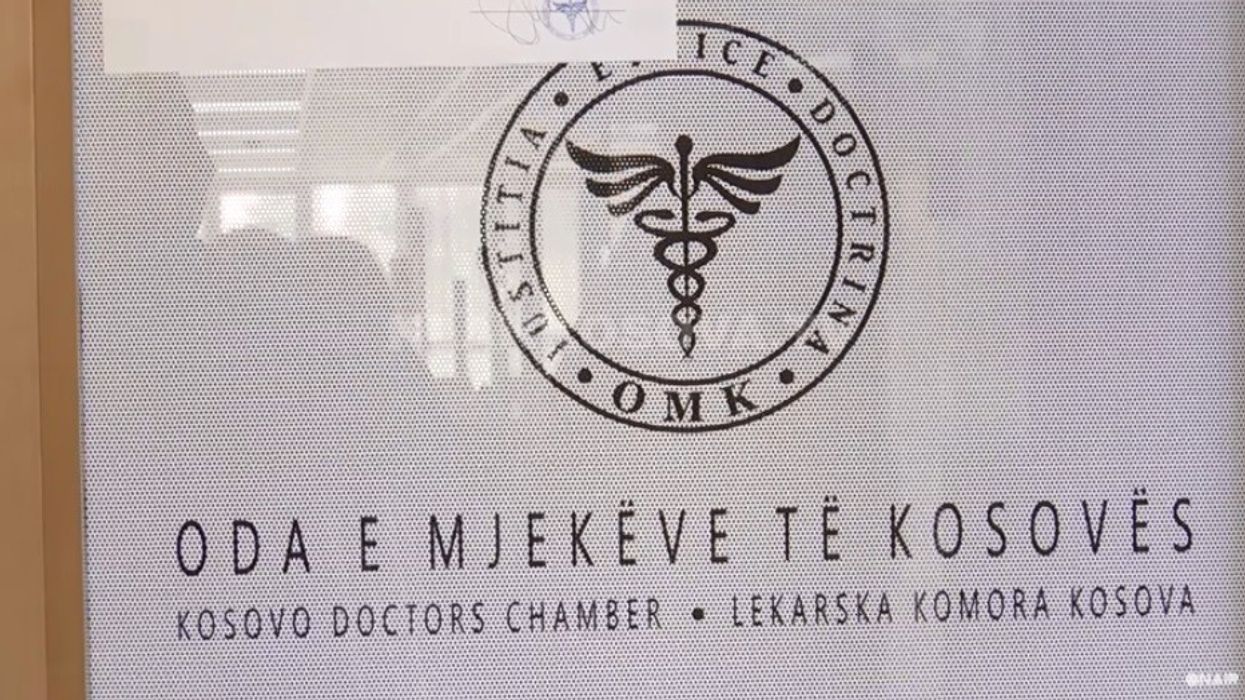 IUSTITIA • • DOCTRINA •
OMK
ODA E MJEKËVE TË KOSOVËS
KOSOVO DOCTORS CHAMBER • LEKARSKA KOMORA KOSOVA